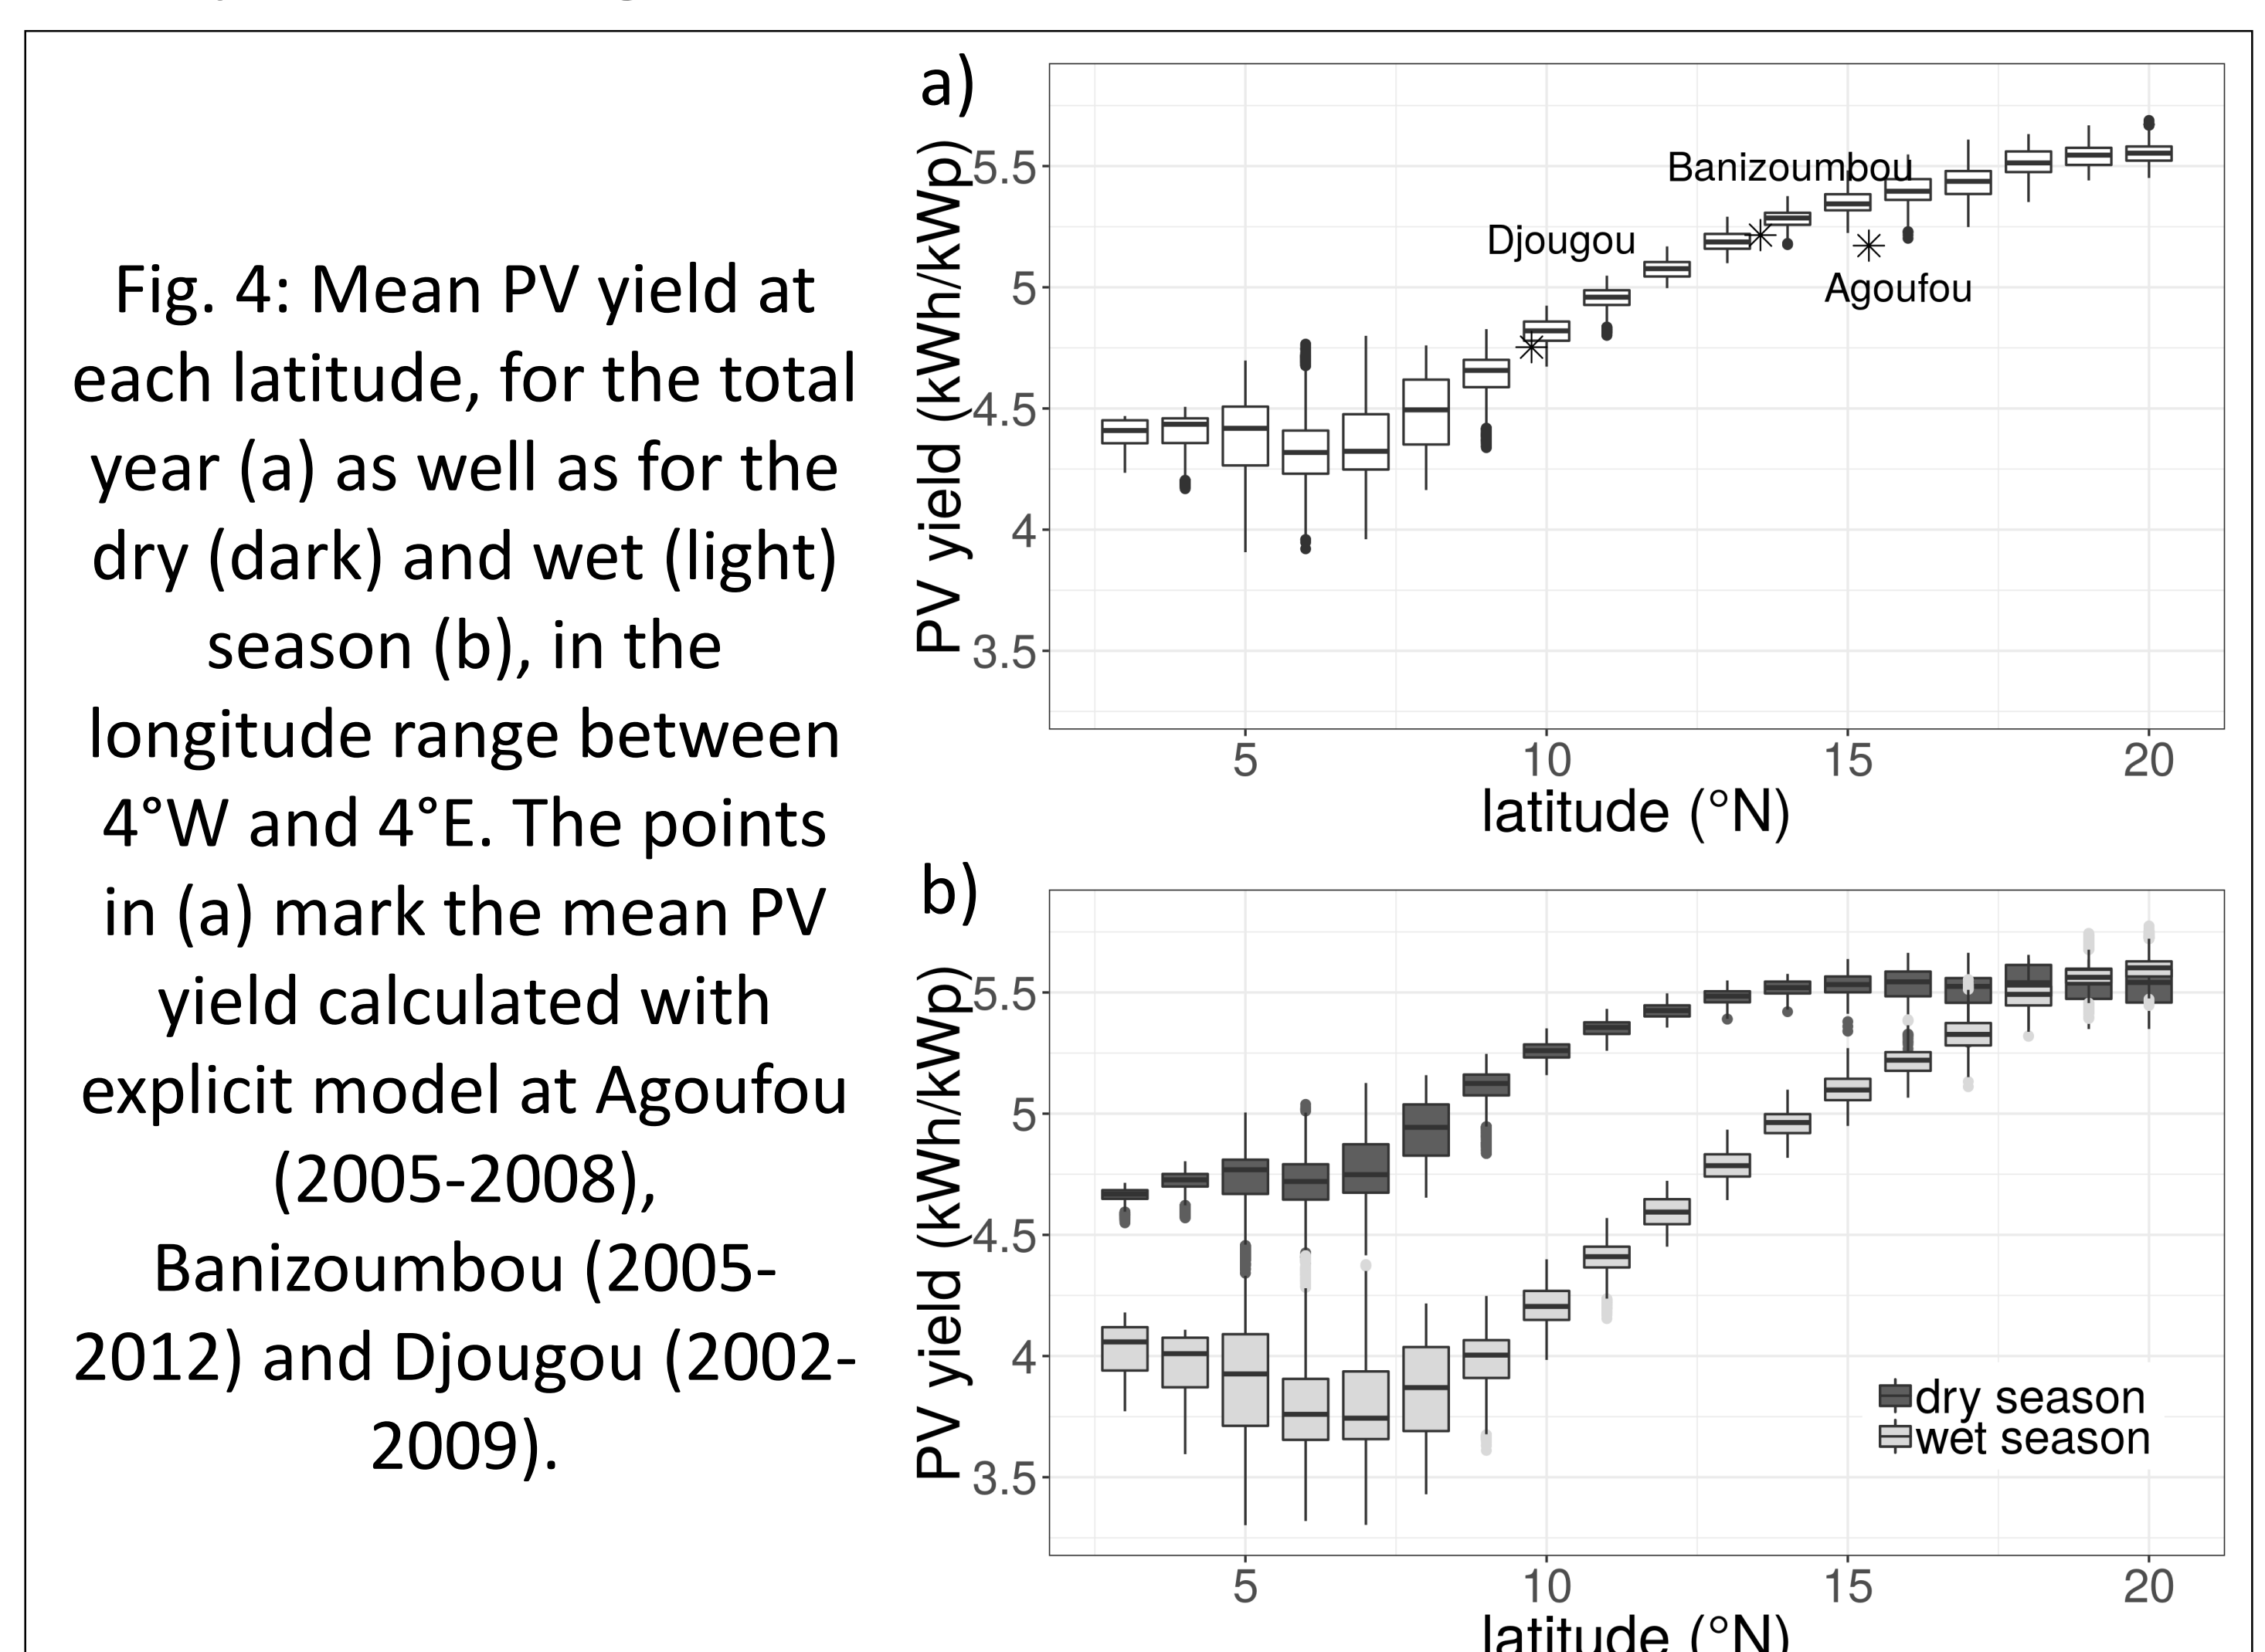 Fig. 4: Mean PV yield at
each latitude, for the total
year (a) as well as for the
dry (dark) and wet (light)
season (b), in the
longitude range between
4°W and 4°E. The points
in (a) mark the mean PV
yield calculated with
explicit model at Agoufou
(2005-2008),
Banizoumbou (2005-
2012) and Djougou (2002-
2009).
a)
PV yield (kWh/kWp)
5.5
5
4.5
4
3.5
Banizoumbou
Djougou
Agoufou
5 10 15 20
latitude (°N)
b)
PV yield (kWh/kWp)
5.5
5
4.5
4
3.5
dry season
wet season
5 10 15 20
latitude (°N)